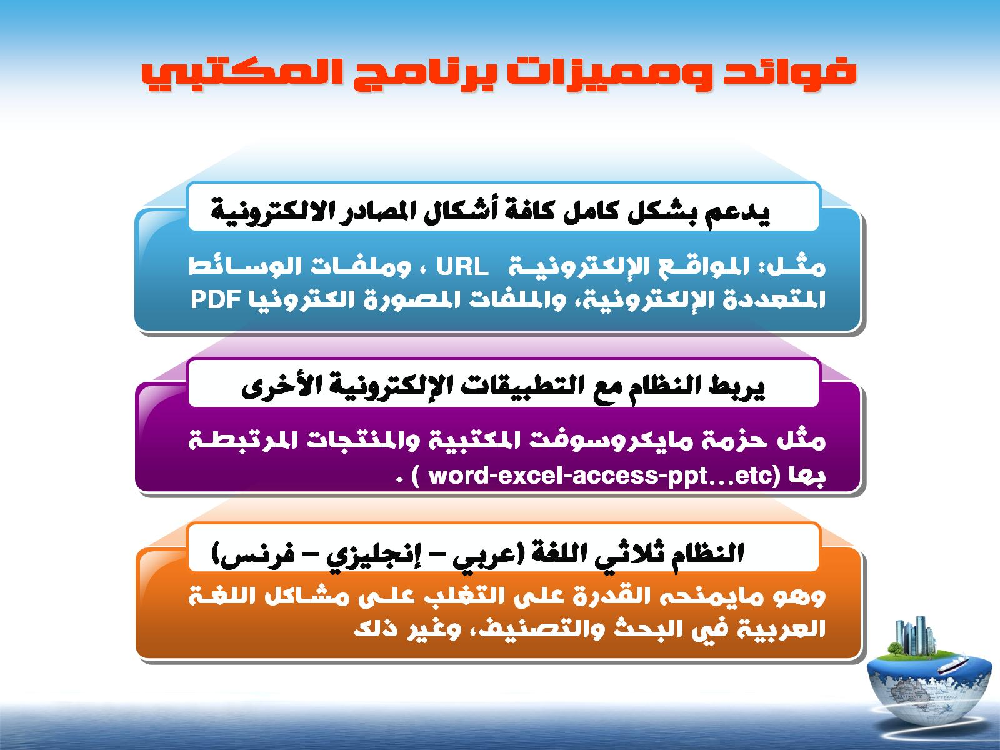 فوائد ومميزات برنامج المكتبي
يدعم بشكل كامل كافة أشكال المصادر الالكترونية
مثـل: المواقـع الإلكترونيـة URL ، وملفـات الوسـائط
المتعددة الإلكترونية، والملفات المصورة الكترونيا PDF
يربط النظام مع التطبيقات الإلكترونية الأخرى
مثل حزمة مايكروسوفت المكتبية والمنتجات المرتبطـة
بها (word-excel-access-ppt…etc ) .
النظام ثلاثي اللغة (عربي – إنجليزي – فرنس)
وهو مايمنحه القدرة على التغلب علـى مشـاكل اللغـة
العربية في البحث والتصنيف، وغير ذلك
AUSTRALIA
OCEANIA